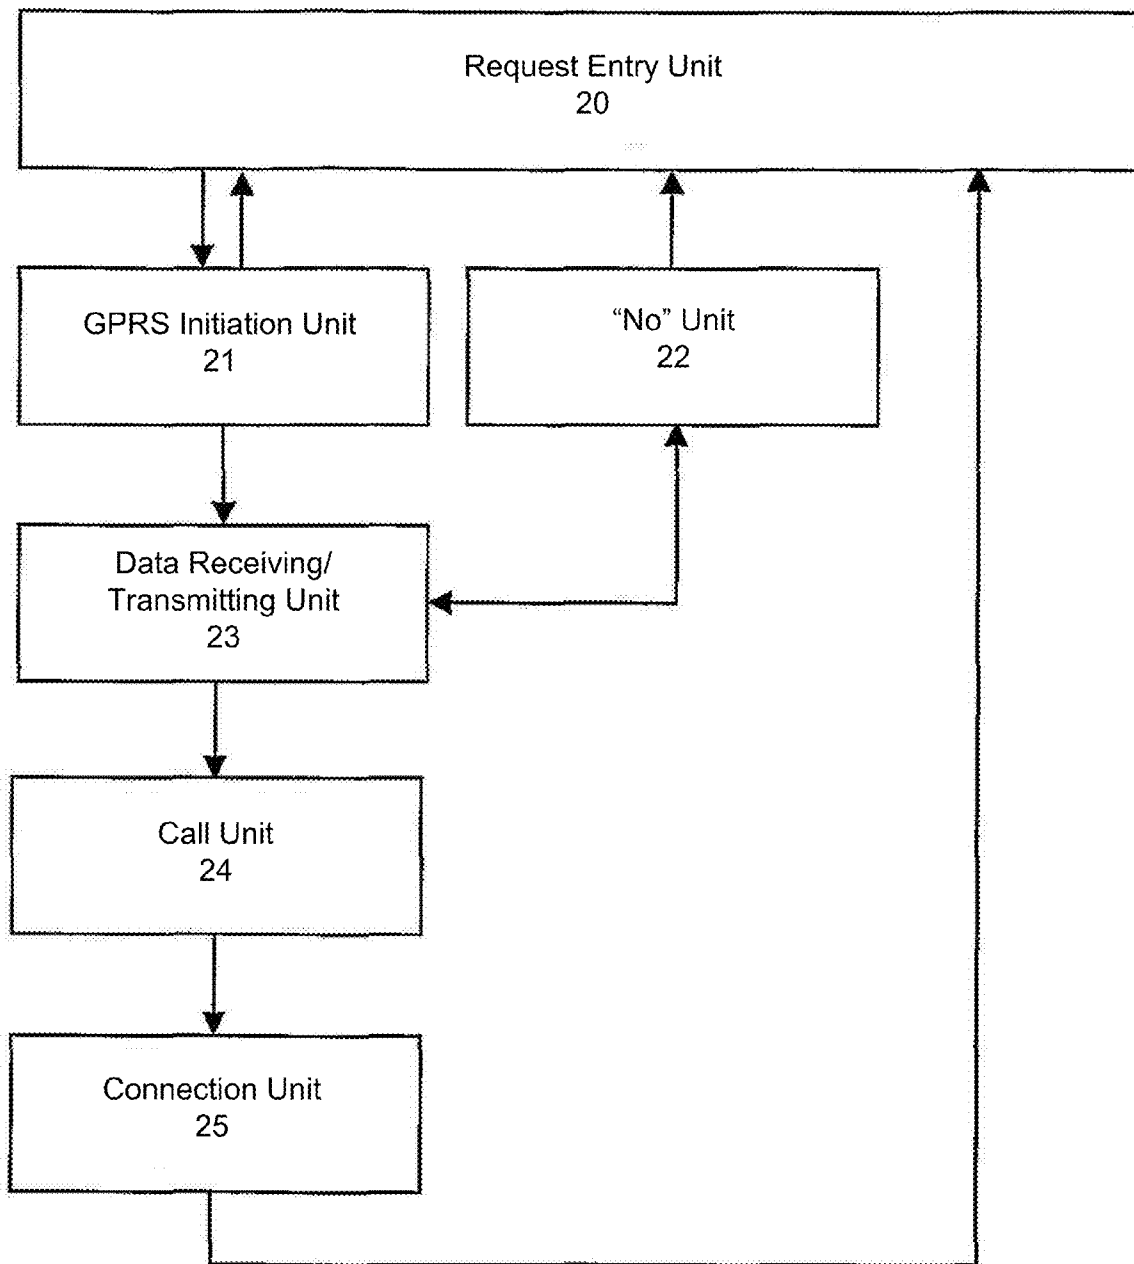 Request Entry Unit
20
GPRS Initiation Unit
21
“No” Unit
22
Data Receiving/
Transmitting Unit
23
Call Unit
24
Connection Unit
25